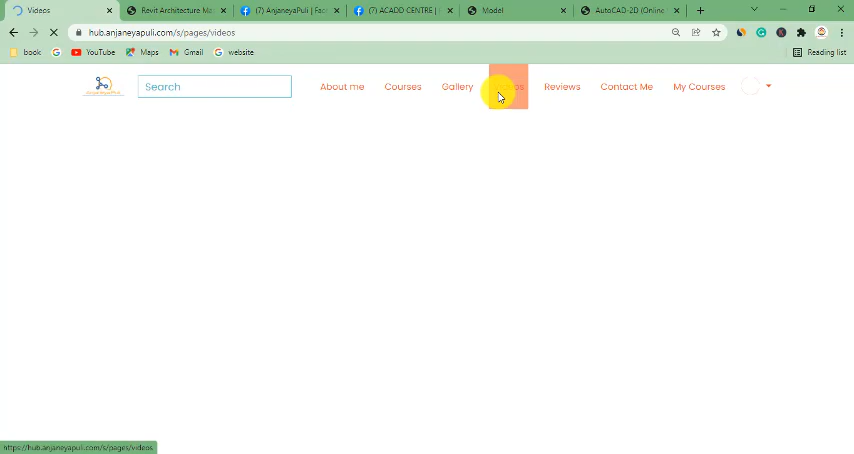 Videos
Revit Architecture Ma
(7) AnjaneyaPuli | Fac
(7) ACADD CENTRE |
Model
AutoCAD-2D (Online
hub.anjaneyapuli.com/s/pages/videos
book
YouTube
Maps
Gmail
website
Reading list
AnjaneyaPuli
Search
About me
Courses
Gallery
Reviews
Contact Me
My Courses
https://hub.anjaneyapuli.com/s/pages/videos